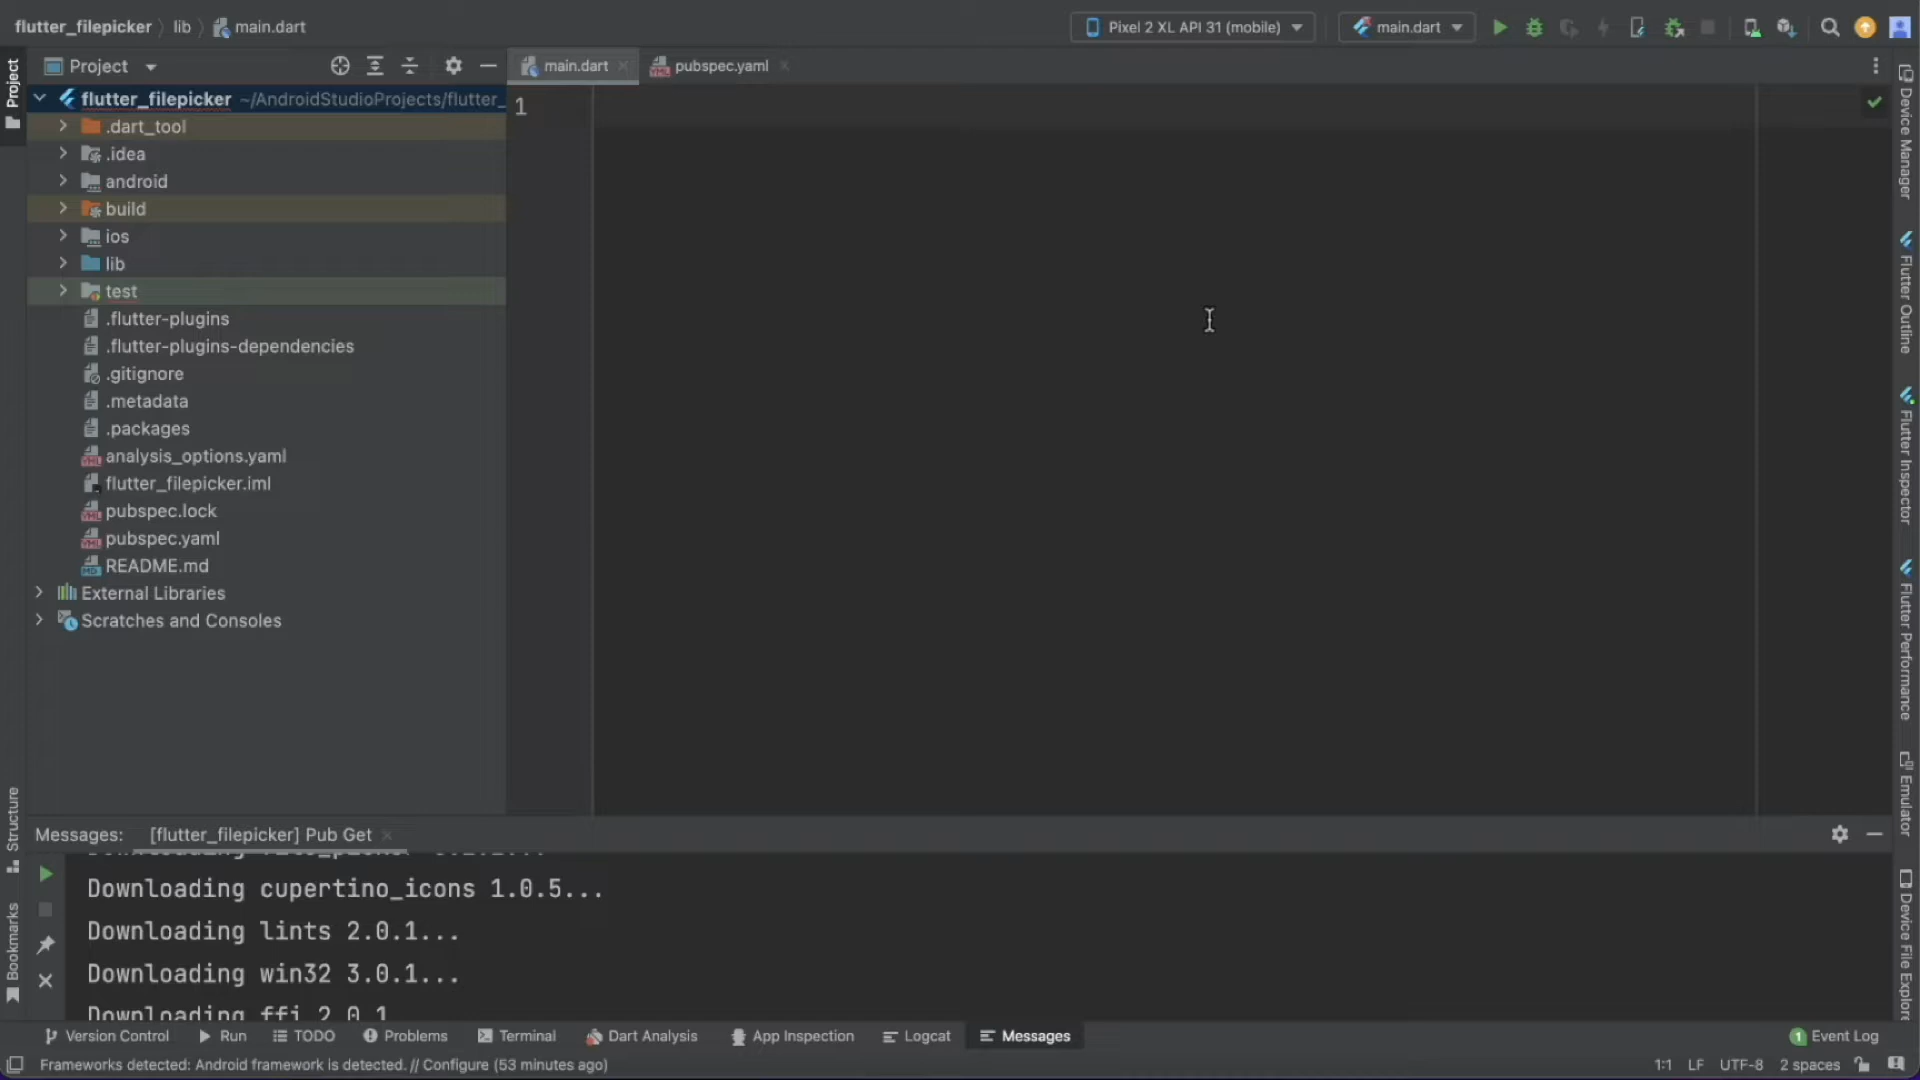 flutter_filepicker lib main.dart
Pixel 2 XL API 31 (mobile) main.dart
Project
Project
main.dart
pubspec.yaml
flutter_filepicker ~/AndroidStudioProjects/flutter_
1
.dart_tool
.idea
android
build
ios
lib
test
.flutter-plugins
.flutter-plugins-dependencies
.gitignore
.metadata
.packages
analysis_options.yaml
flutter_filepicker.iml
pubspec.lock
pubspec.yaml
README.md
External Libraries
Scratches and Consoles
Device Manager
Flutter Outline
Flutter Inspector
Flutter Performance
Emulator
Device File Explorer
Structure
Bookmarks
Messages: [flutter_filepicker] Pub Get
Downloading cupertino_icons 1.0.5...
Downloading lints 2.0.1...
Downloading win32 3.0.1...
Downloading ffi 2.0.1
Version Control Run TODO Problems Terminal Dart Analysis App Inspection Logcat Messages 1 Event Log
Frameworks detected: Android framework is detected. // Configure (53 minutes ago) 1:1 LF UTF-8 2 spaces